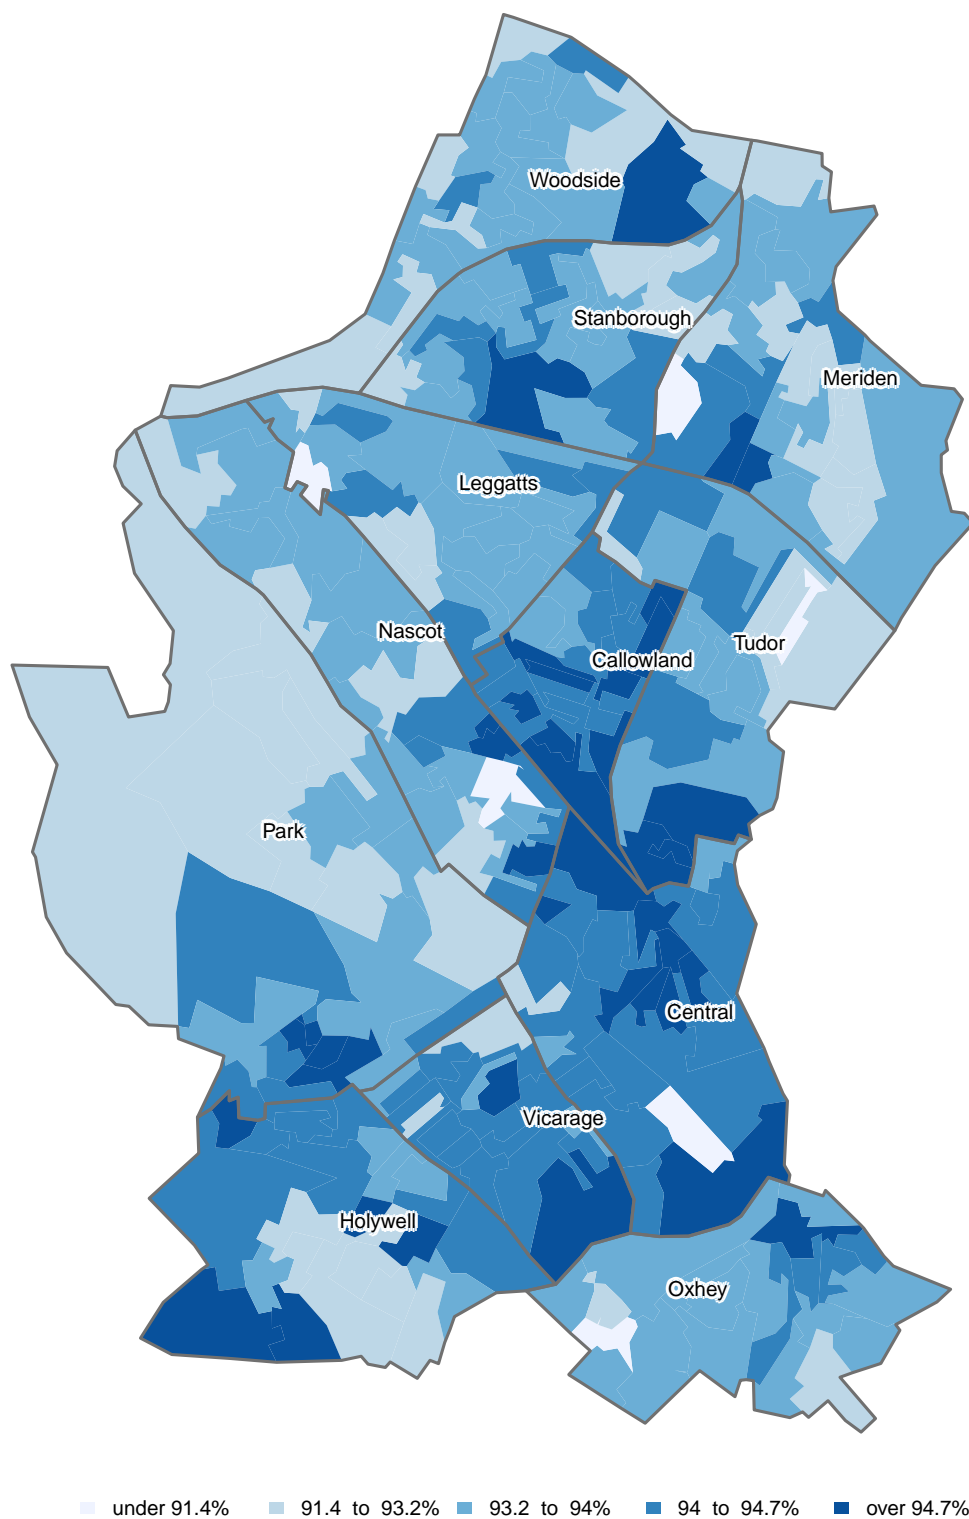 Woodside
Stanborough
Meriden
Leggatts
Nascot
Callowland
Tudor
Park
Central
Vicarage
Holywell
Oxhey
under 91.4% 91.4 to 93.2% 93.2 to 94% 94 to 94.7% over 94.7%